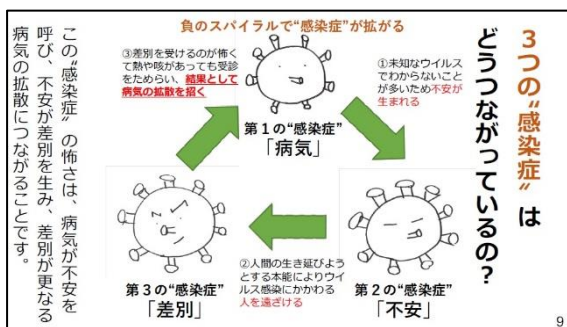 3つの“感染症”は
どうつながっているの?
負のスパイラルで“感染症”が拡がる
①未知なウイルス
でわからないこと
が多いため不安が
生まれる
第1の“感染症”
「病気」
②人間の生き延びよう
とする本能によりウイ
ルス感染にかかわる
人を遠ざける
第2の“感染症”
「不安」
③差別を受けるのが怖く
て熱や咳があっても受診
をためらい、結果として
病気の拡散を招く
第3の“感染症”
「差別」
この“感染症”の怖さは、病気が不安を
呼び、不安が差別を生み、差別が更なる
病気の拡散につながることです。
9